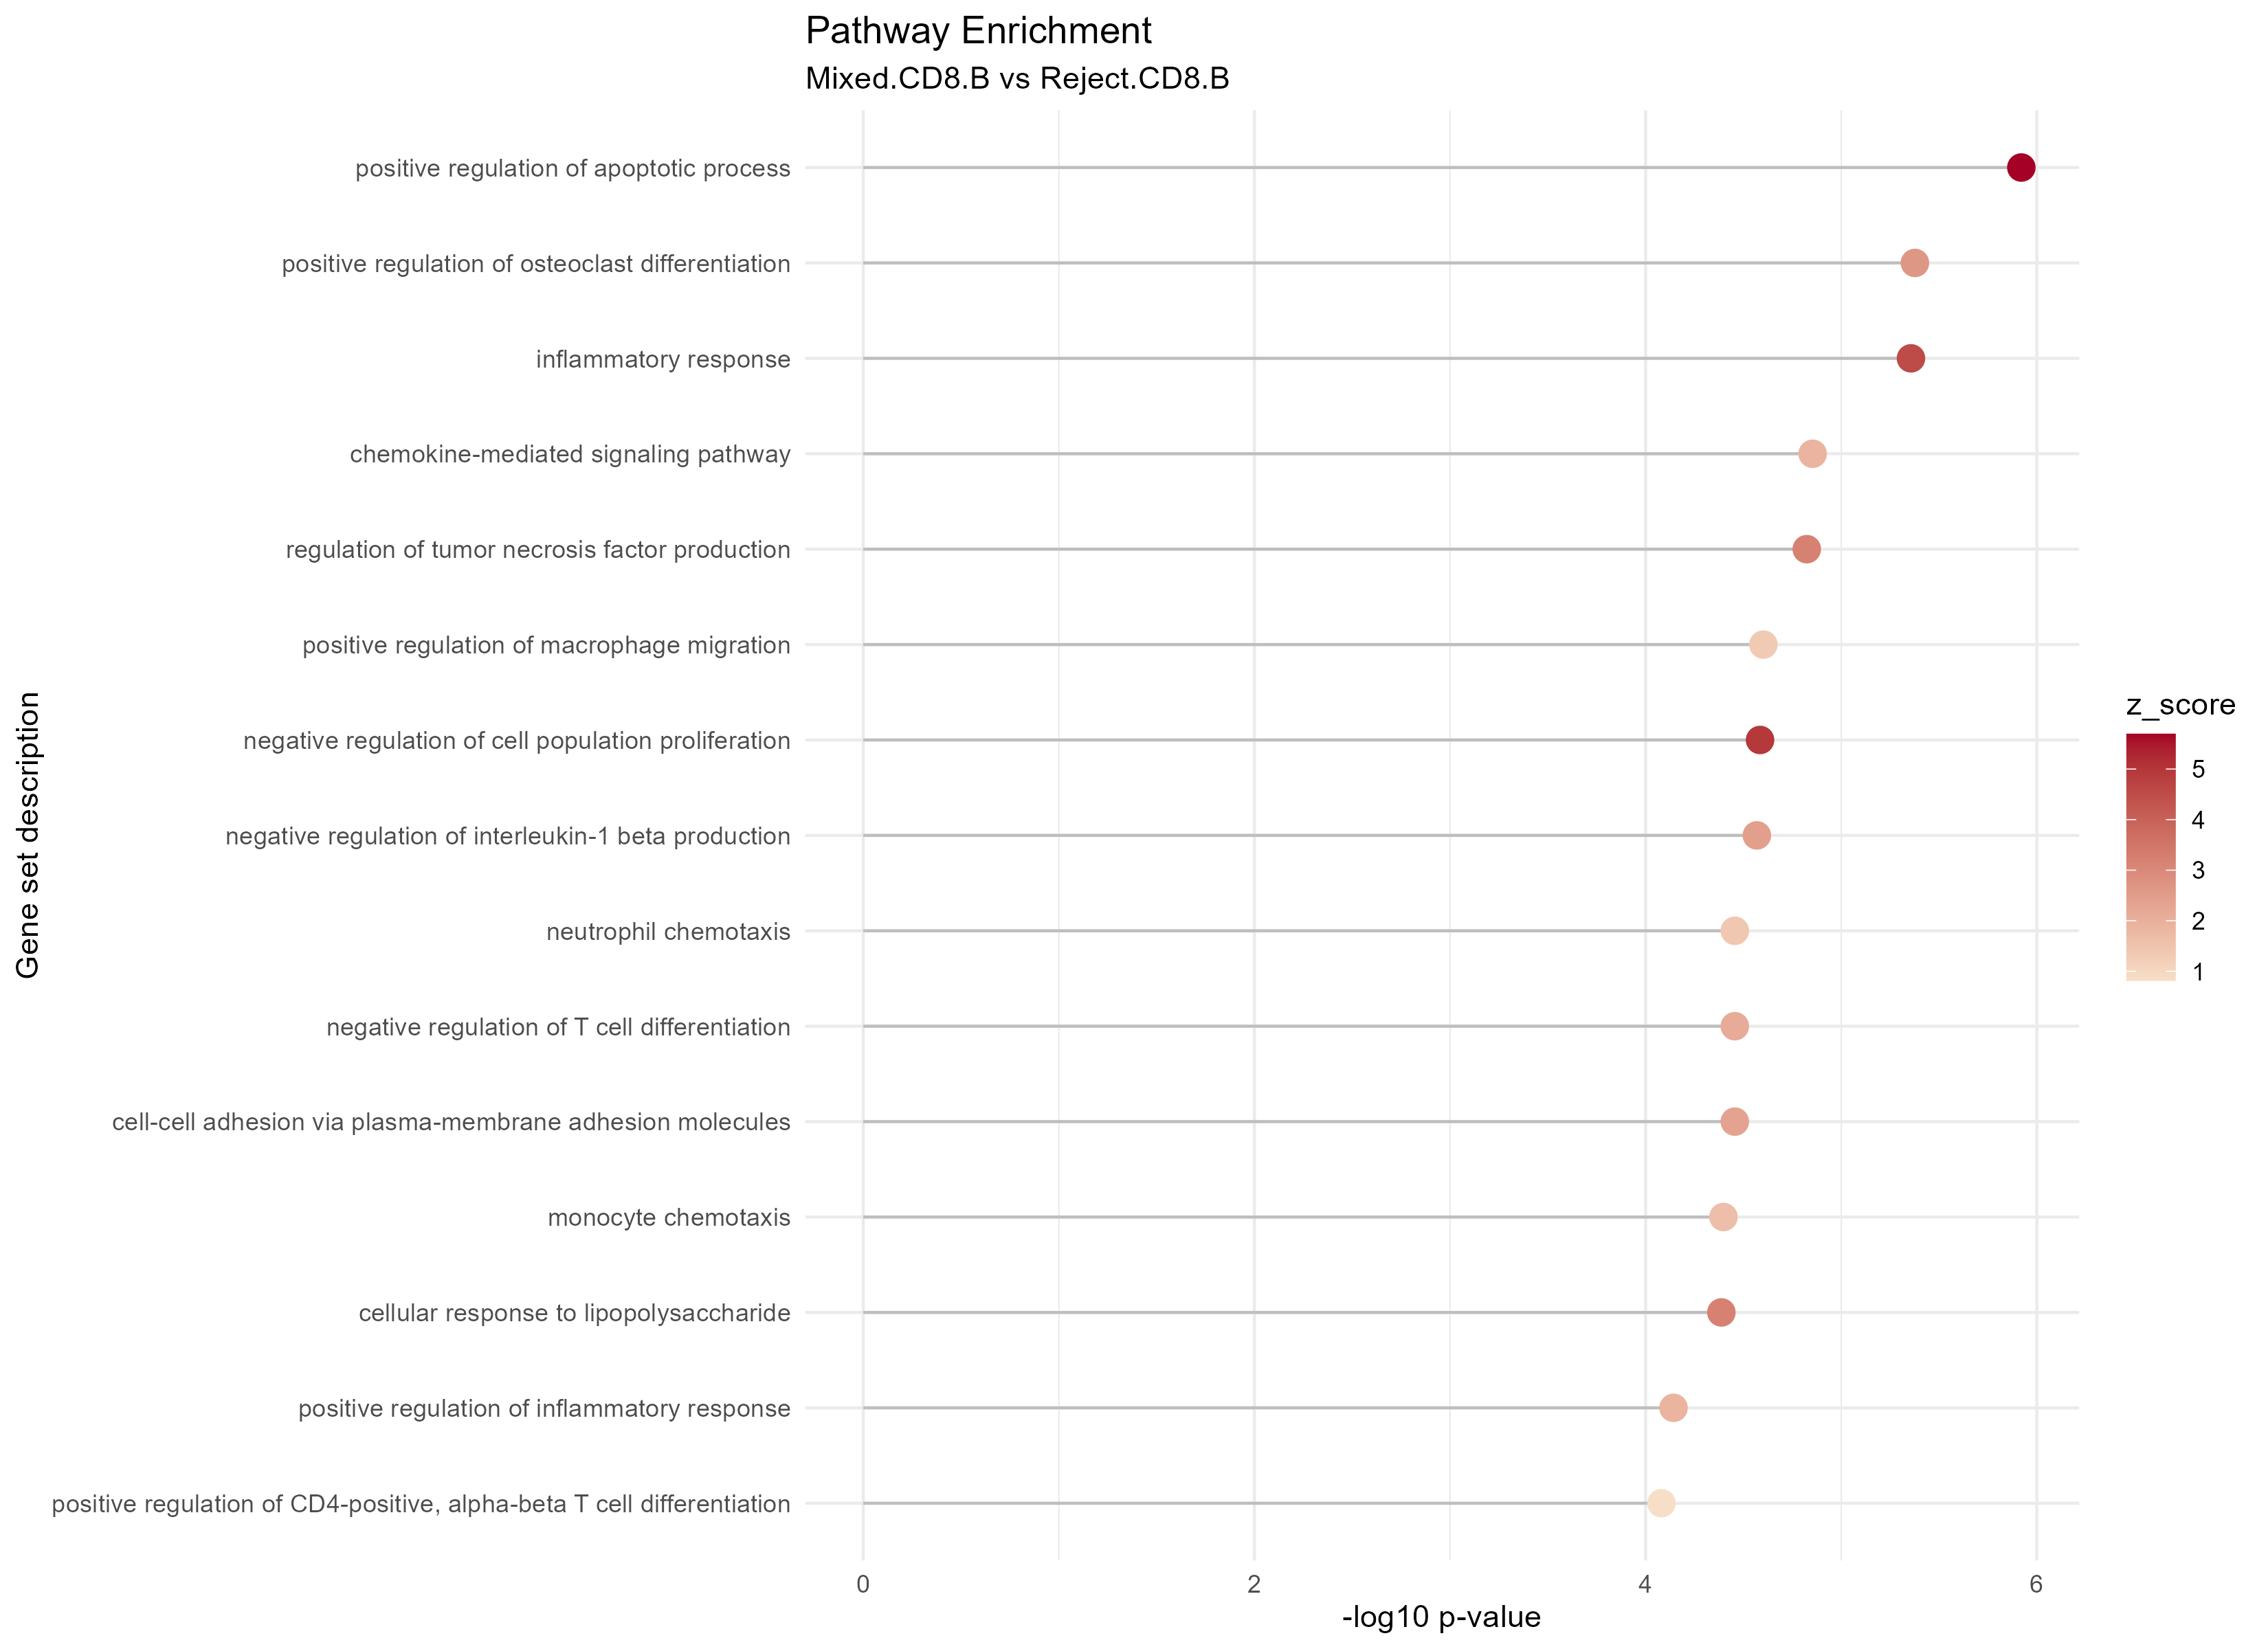 Pathway Enrichment
Mixed.CD8.B vs Reject.CD8.B
Gene set description
positive regulation of apoptotic process
positive regulation of osteoclast differentiation
inflammatory response
chemokine-mediated signaling pathway
regulation of tumor necrosis factor production
positive regulation of macrophage migration
negative regulation of cell population proliferation
negative regulation of interleukin-1 beta production
neutrophil chemotaxis
negative regulation of T cell differentiation
cell-cell adhesion via plasma-membrane adhesion molecules
monocyte chemotaxis
cellular response to lipopolysaccharide
positive regulation of inflammatory response
positive regulation of CD4-positive, alpha-beta T cell differentiation
0 2 4 6
-log10 p-value
z_score
5
4
3
2
1